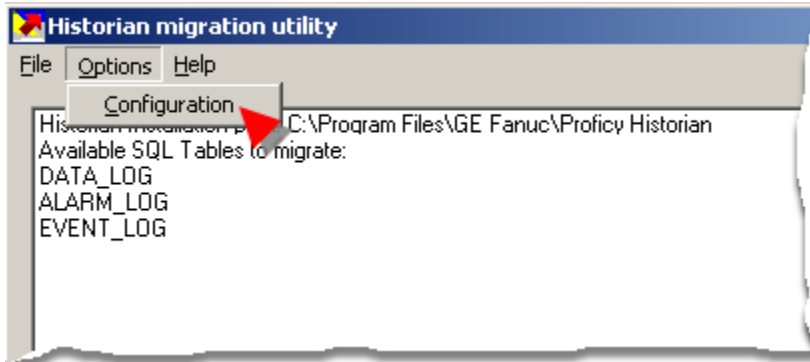 Historian migration utility
File Options Help
Configuration
C:\Program Files\GE Fanuc\Proficy Historian
Available SQL Tables to migrate:
DATA_LOG
ALARM_LOG
EVENT_LOG